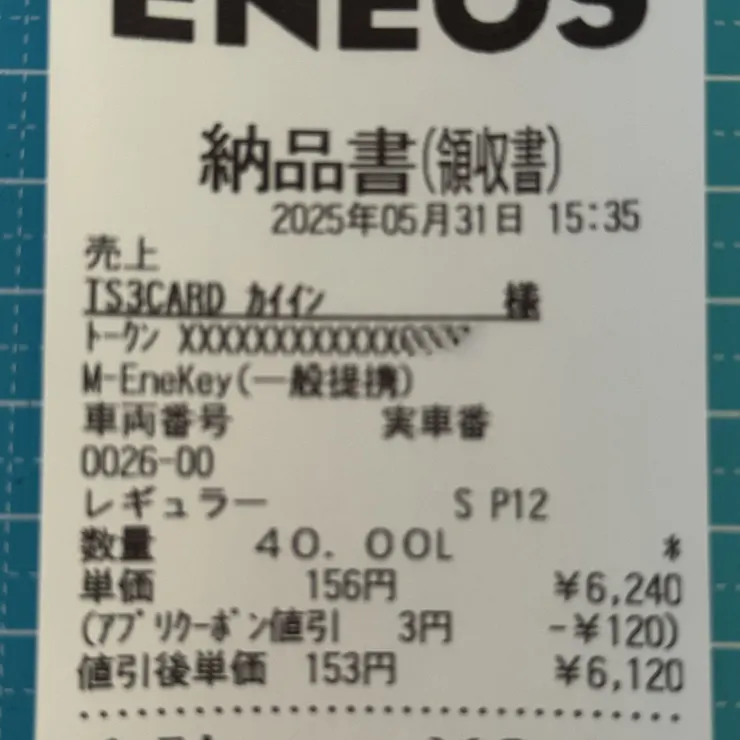 ENEOS
納品書(領収書)
2025年05月31日 15:35
売上
TS3CARD カイイン 様
トークン XXXXXXXXXXXX
M-EneKey(一般提携)
車両番号 実車番
0026-00
レギュラー S P12
数量 40.00L *
単価 156円 ¥6,240
(アプリクーポン値引 3円 -¥120)
値引後単価 153円 ¥6,120